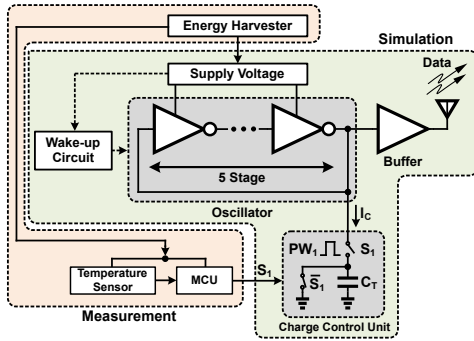 Energy Harvester
Simulation
Supply Voltage
Data
Wake-up
Circuit
Buffer
5 Stage
Oscillator
I_C
PW₁
S₁
S̅₁
C_T
Temperature
Sensor
MCU
S₁
Measurement
Charge Control Unit